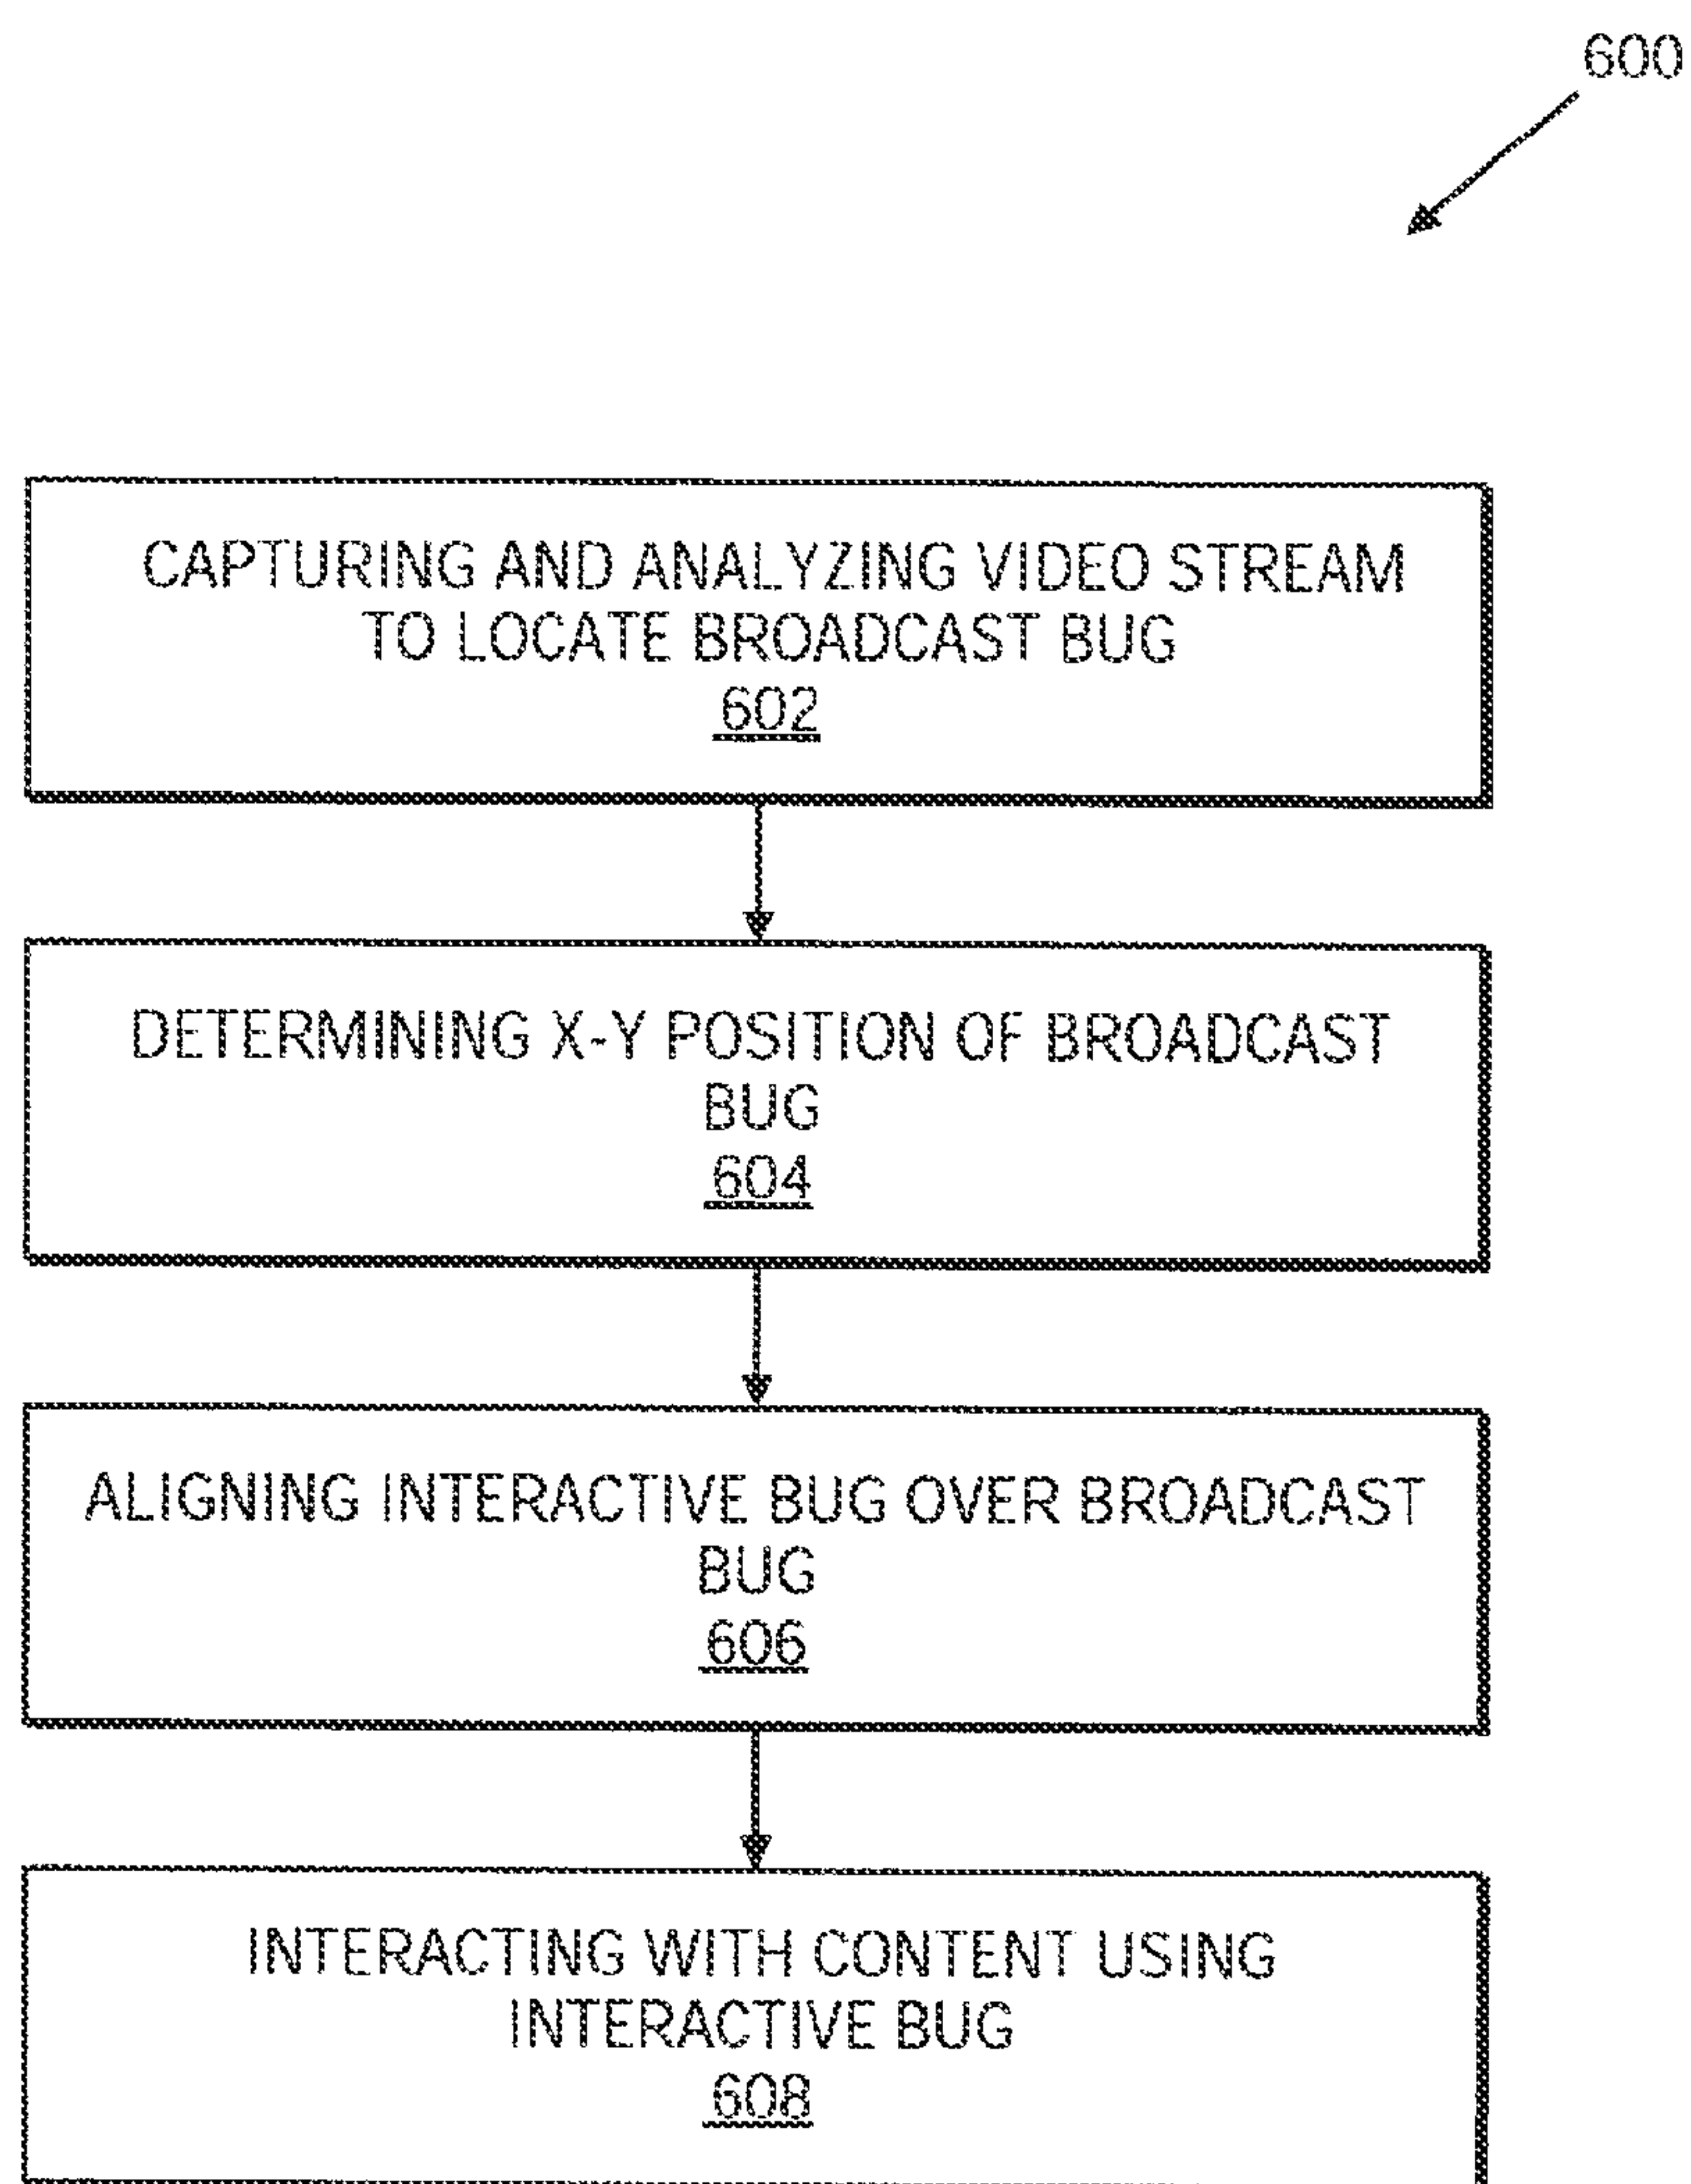 600
CAPTURING AND ANALYZING VIDEO STREAM
TO LOCATE BROADCAST BUG
602
DETERMINING X-Y POSITION OF BROADCAST
BUG
604
ALIGNING INTERACTIVE BUG OVER BROADCAST
BUG
606
INTERACTING WITH CONTENT USING
INTERACTIVE BUG
608